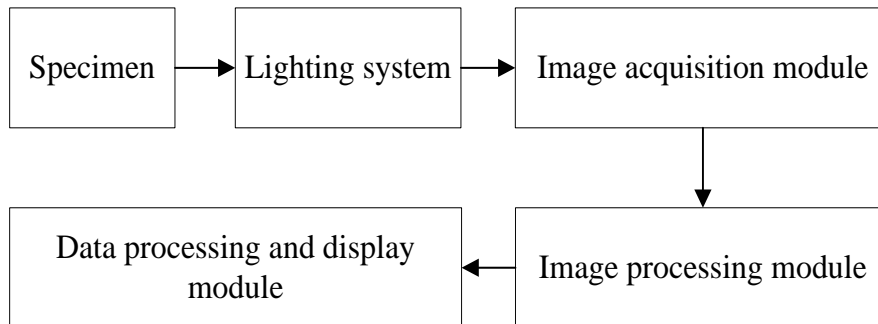 Specimen
Lighting system
Image acquisition module
Image processing module
Data processing and display
module